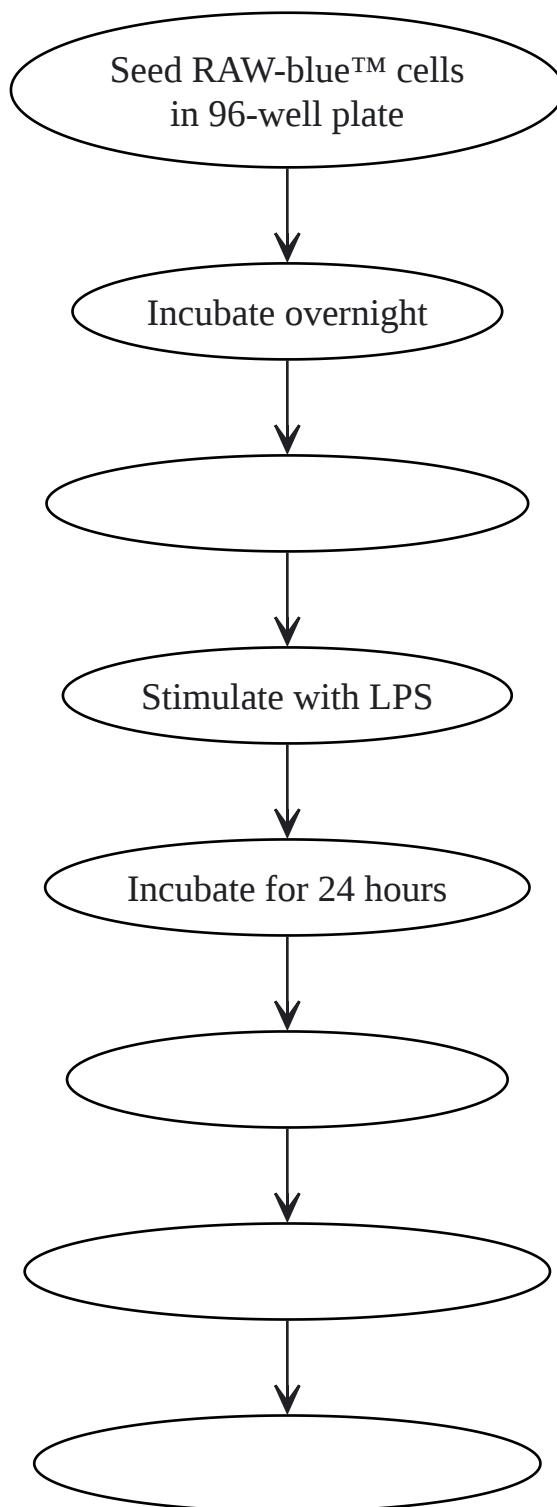 Seed RAW-blue™ cells
in 96-well plate
Incubate overnight
Stimulate with LPS
Incubate for 24 hours